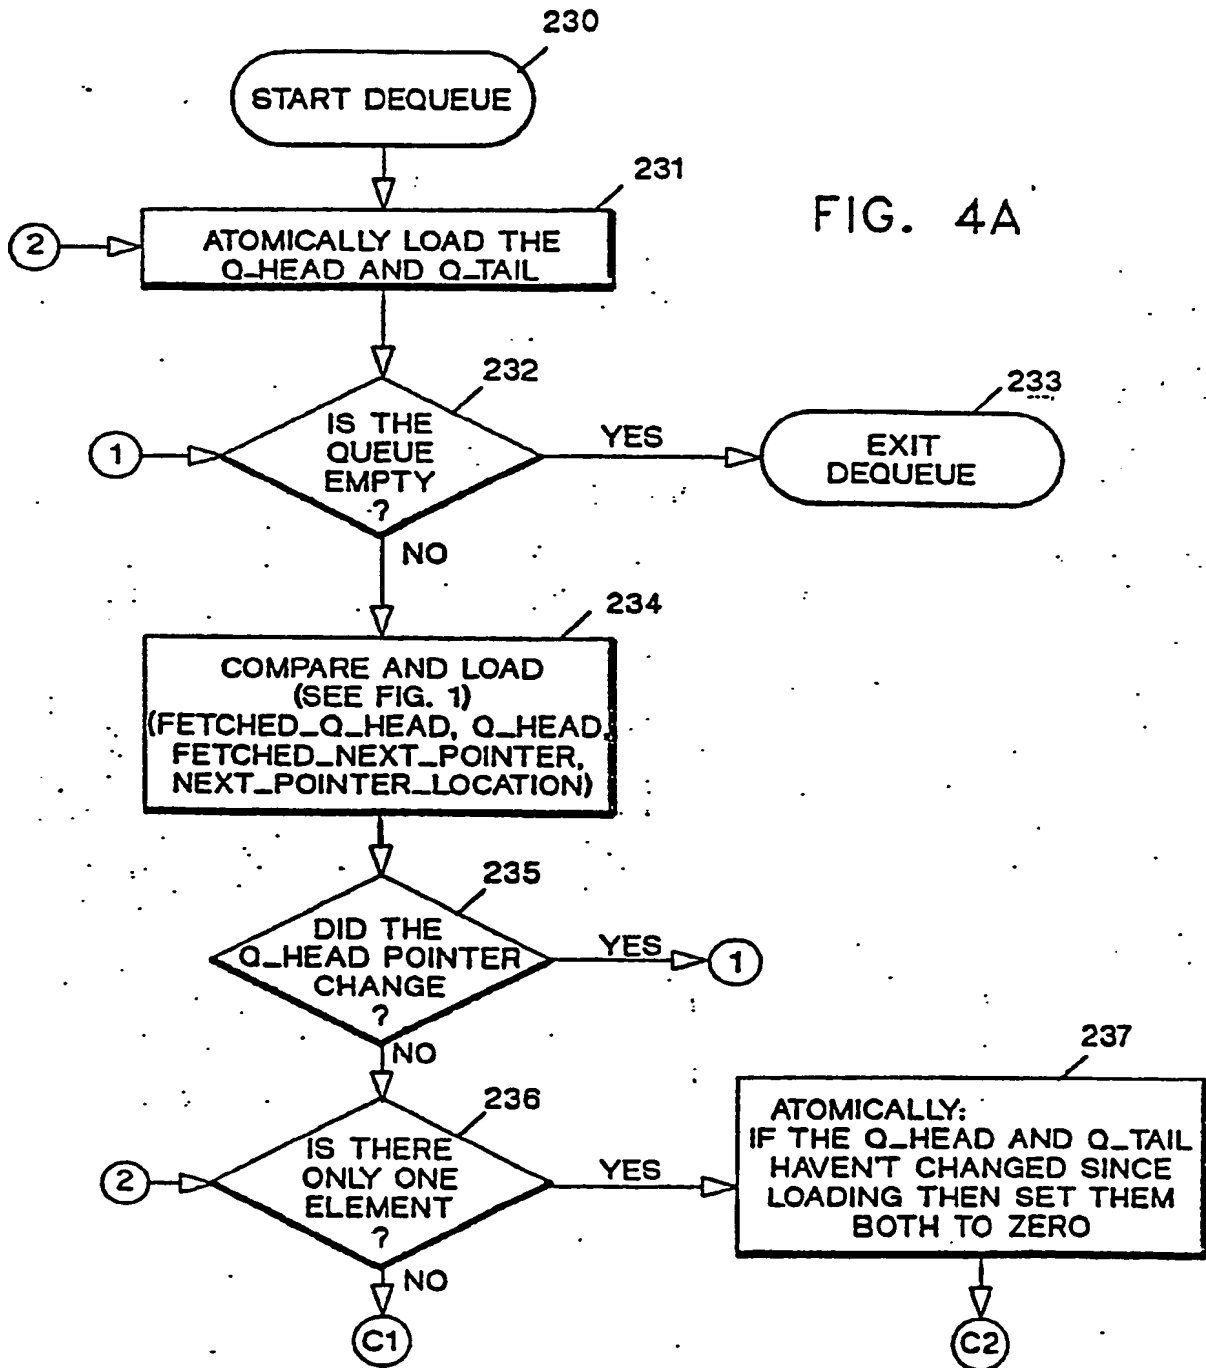 230
START DEQUEUE
231
FIG. 4A
2
ATOMICALLY LOAD THE
Q_HEAD AND Q_TAIL
232
233
1
IS THE
QUEUE
EMPTY
?
YES
EXIT
DEQUEUE
NO
234
COMPARE AND LOAD
(SEE FIG. 1)
(FETCHED_Q_HEAD, Q_HEAD,
FETCHED_NEXT_POINTER,
NEXT_POINTER_LOCATION)
235
DID THE
Q_HEAD POINTER
CHANGE
?
YES
1
NO
236
237
2
IS THERE
ONLY ONE
ELEMENT
?
YES
ATOMICALLY:
IF THE Q_HEAD AND Q_TAIL
HAVEN'T CHANGED SINCE
LOADING THEN SET THEM
BOTH TO ZERO
NO
C1
C2